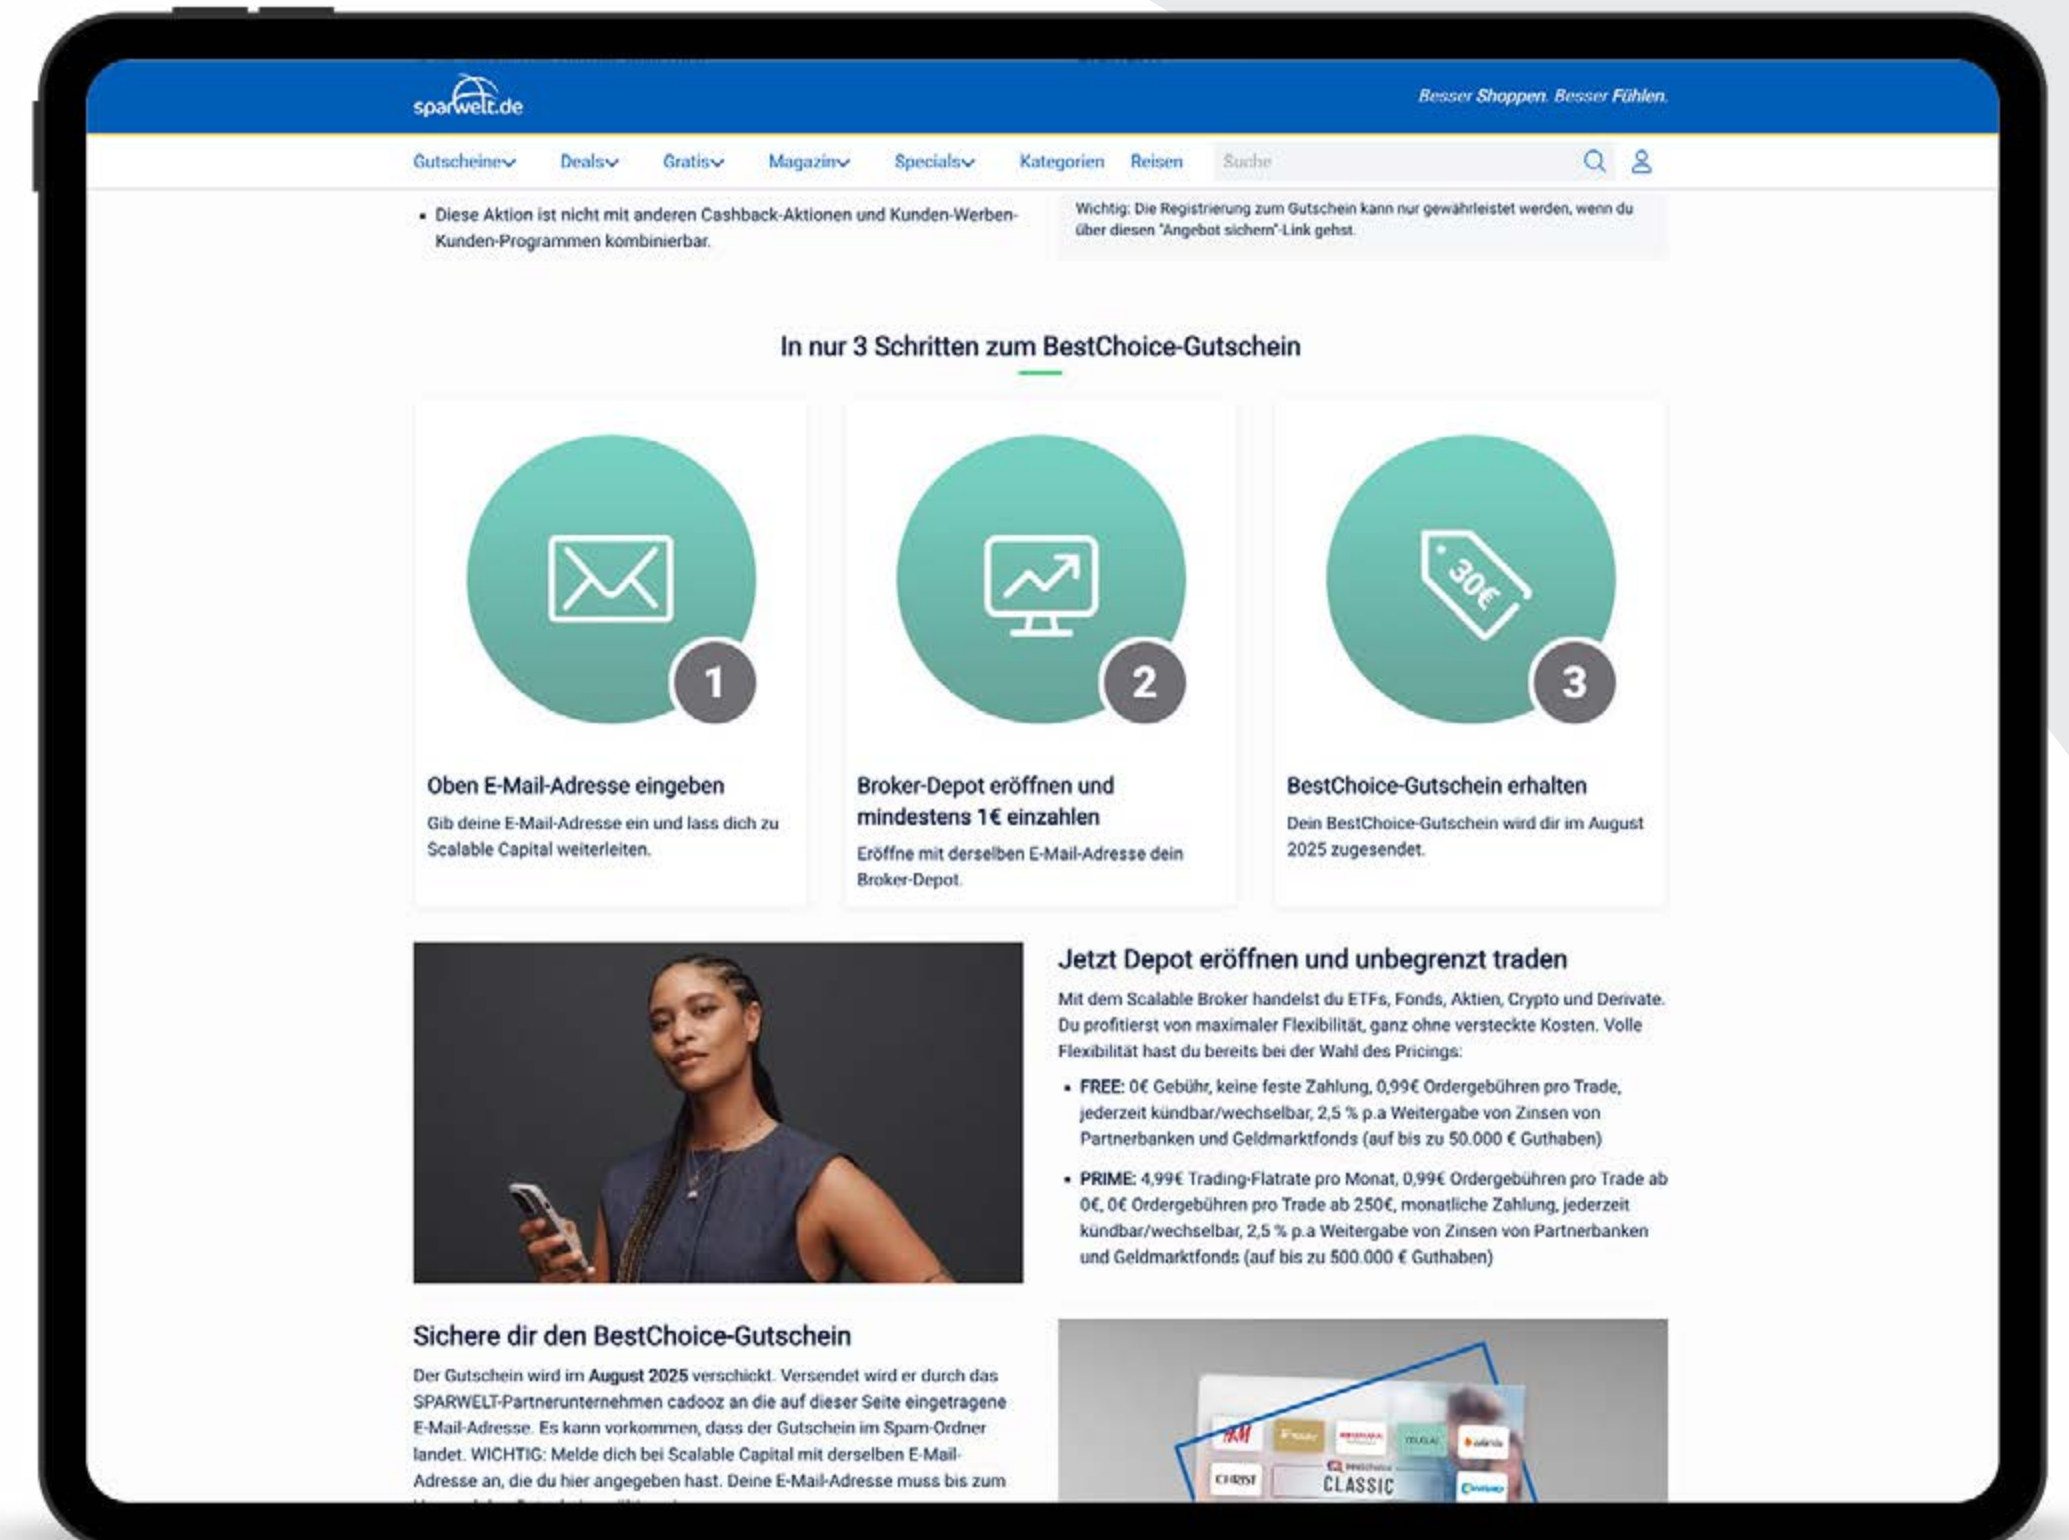 sparwelt.de
Besser Shoppen. Besser Fühlen.
Gutscheine
Deals
Gratis
Magazin
Specials
Kategorien
Reisen
Suche
• Diese Aktion ist nicht mit anderen Cashback-Aktionen und Kunden-Werben-
Kunden-Programmen kombinierbar.
Wichtig: Die Registrierung zum Gutschein kann nur gewährleistet werden, wenn du
über diesen "Angebot sichern"-Link gehst.
In nur 3 Schritten zum BestChoice-Gutschein
1
Oben E-Mail-Adresse eingeben
Gib deine E-Mail-Adresse ein und lass dich zu
Scalable Capital weiterleiten.
2
Broker-Depot eröffnen und
mindestens 1€ einzahlen
Eröffne mit derselben E-Mail-Adresse dein
Broker-Depot.
30€
3
BestChoice-Gutschein erhalten
Dein BestChoice-Gutschein wird dir im August
2025 zugesendet.
Jetzt Depot eröffnen und unbegrenzt traden
Mit dem Scalable Broker handelst du ETFs, Fonds, Aktien, Crypto und Derivate.
Du profitierst von maximaler Flexibilität, ganz ohne versteckte Kosten. Volle
Flexibilität hast du bereits bei der Wahl des Pricings:
• FREE: 0€ Gebühr, keine feste Zahlung, 0,99€ Ordergebühren pro Trade,
jederzeit kündbar/wechselbar, 2,5 % p.a Weitergabe von Zinsen von
Partnerbanken und Geldmarktfonds (auf bis zu 50.000 € Guthaben)
• PRIME: 4,99€ Trading-Flatrate pro Monat, 0,99€ Ordergebühren pro Trade ab
0€, 0€ Ordergebühren pro Trade ab 250€, monatliche Zahlung, jederzeit
kündbar/wechselbar, 2,5 % p.a Weitergabe von Zinsen von Partnerbanken
und Geldmarktfonds (auf bis zu 500.000 € Guthaben)
Sichere dir den BestChoice-Gutschein
Der Gutschein wird im August 2025 verschickt. Versendet wird er durch das
SPARWELT-Partnerunternehmen cadooz an die auf dieser Seite eingetragene
E-Mail-Adresse. Es kann vorkommen, dass der Gutschein im Spam-Ordner
landet. WICHTIG: Melde dich bei Scalable Capital mit derselben E-Mail-
Adresse an, die du hier angegeben hast. Deine E-Mail-Adresse muss bis zum
H&M
CHRIST
CLASSIC